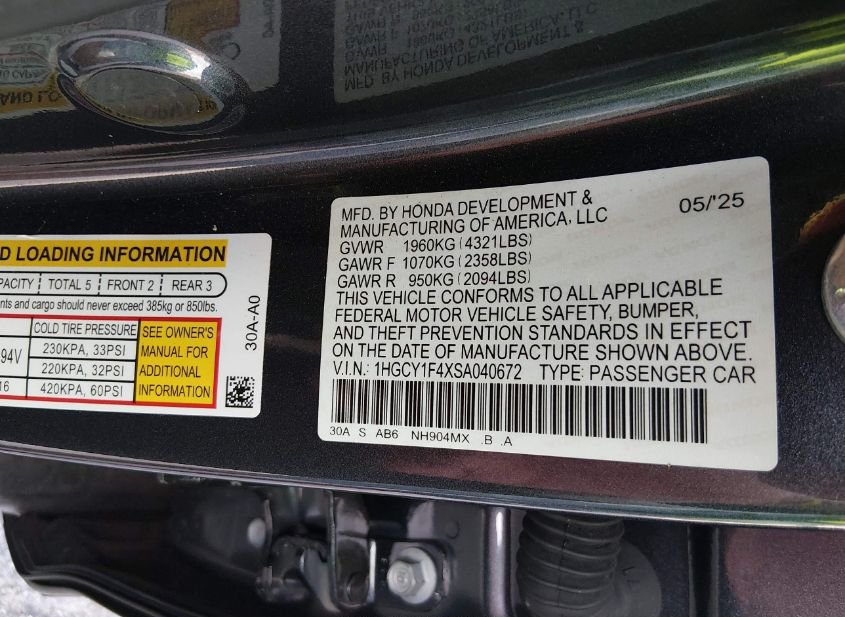 MFD. BY HONDA DEVELOPMENT &
MANUFACTURING OF AMERICA, LLC
05/'25
GVWR 1960KG (4321LBS)
GAWR F 1070KG (2358LBS)
GAWR R 950KG (2094LBS)
THIS VEHICLE CONFORMS TO ALL APPLICABLE
FEDERAL MOTOR VEHICLE SAFETY, BUMPER,
AND THEFT PREVENTION STANDARDS IN EFFECT
ON THE DATE OF MANUFACTURE SHOWN ABOVE.
V.I.N.: 1HGCY1F4XSA040672 TYPE: PASSENGER CAR
30A S AB6 NH904MX .B .A
LOADING INFORMATION
TOTAL 5 FRONT 2 REAR 3
and cargo should never exceed 385kg or 850lbs.
COLD TIRE PRESSURE
94V 230KPA, 33PSI
220KPA, 32PSI
16 420KPA, 60PSI
SEE OWNER'S
MANUAL FOR
ADDITIONAL
INFORMATION
30A-A0